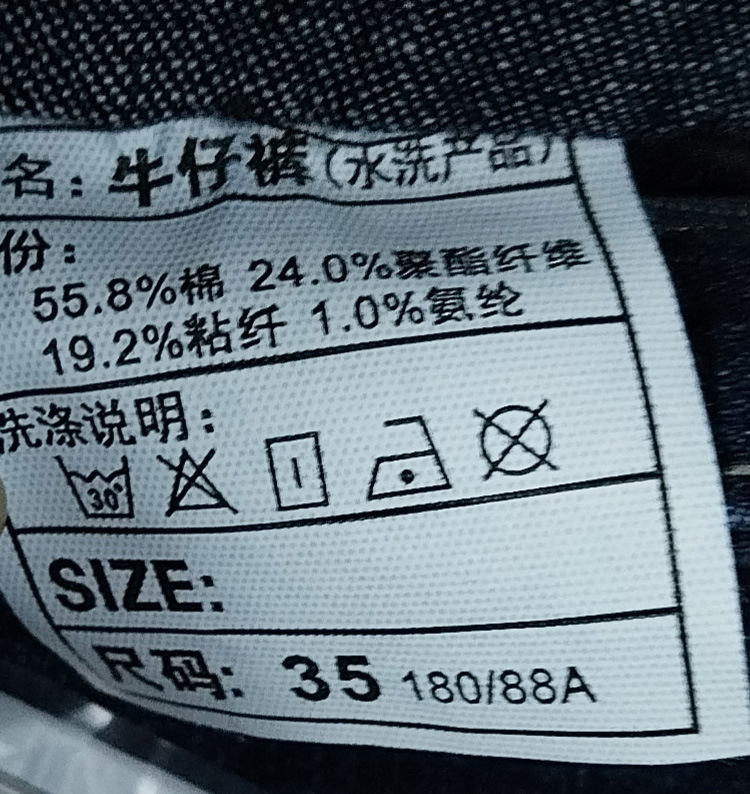 名：牛仔裤（水洗产品）
份：
55.8%棉 24.0%聚酯纤维
19.2%粘纤 1.0%氨纶
洗涤说明：
30°
SIZE:
尺码: 35 180/88A